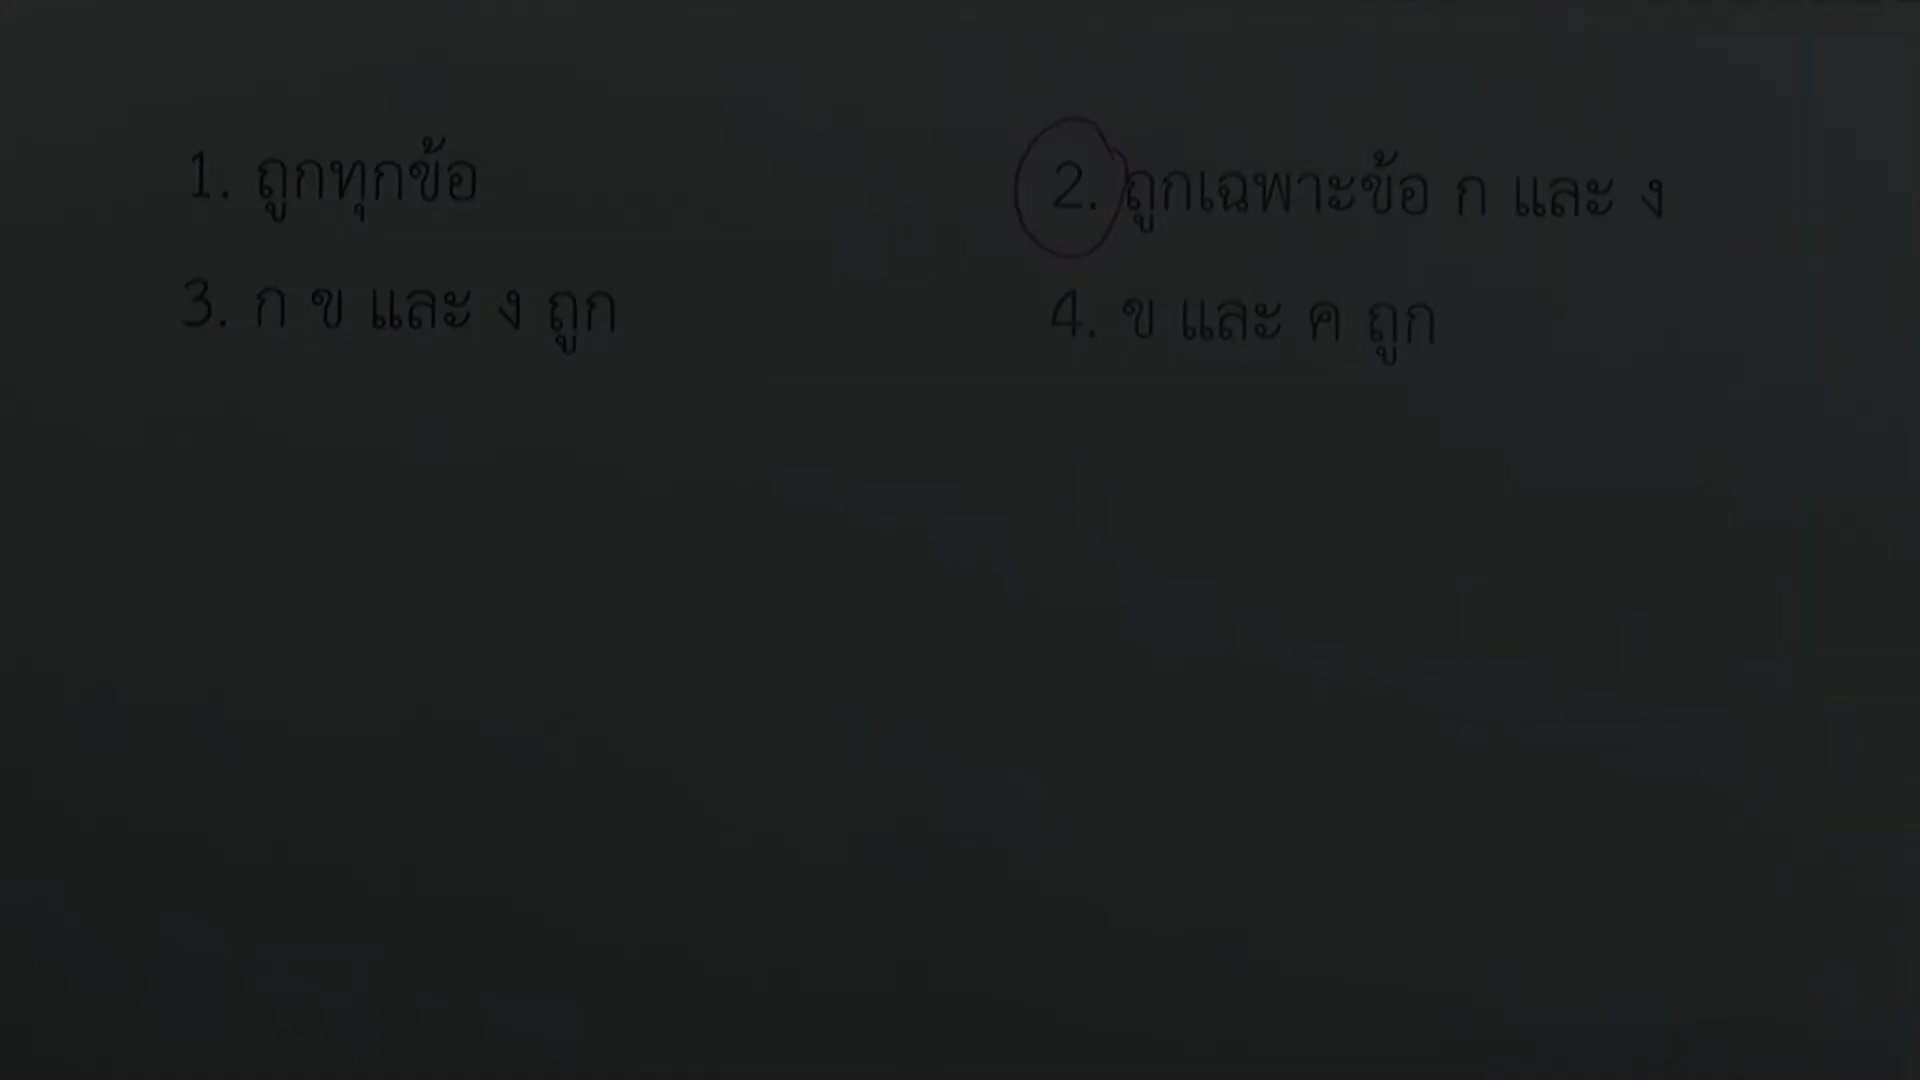 1. ถูกทุกข้อ 2. ถูกเฉพาะข้อ ก และ ง
3. ก ข และ ง ถูก 4. ข และ ค ถูก